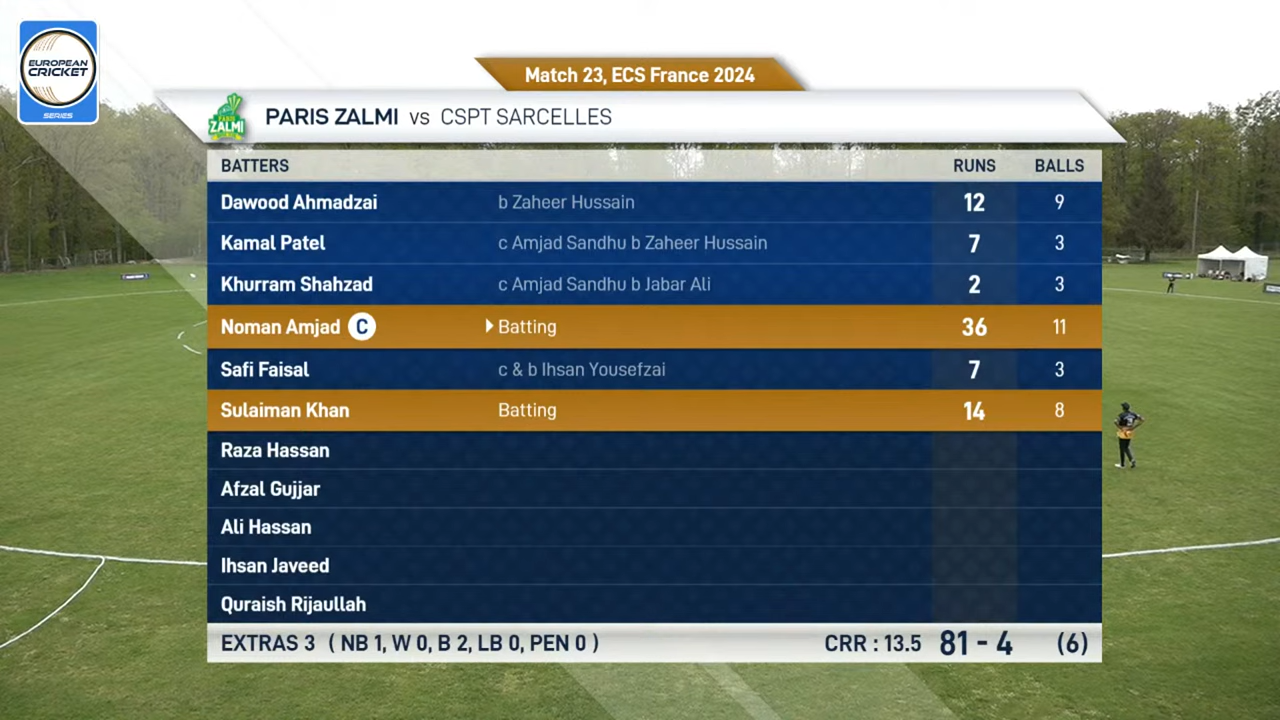 EUROPEAN
CRICKET
SERIES
Match 23, ECS France 2024
PARIS ZALMI vs CSPT SARCELLES
PARIS
ZALMI
BATTERS RUNS BALLS
Dawood Ahmadzai b Zaheer Hussain 12 9
Kamal Patel c Amjad Sandhu b Zaheer Hussain 7 3
Khurram Shahzad c Amjad Sandhu b Jabar Ali 2 3
Noman Amjad C Batting 36 11
Safi Faisal c & b Ihsan Yousefzai 7 3
Sulaiman Khan Batting 14 8
Raza Hassan
Afzal Gujjar
Ali Hassan
Ihsan Javeed
Quraish Rijaullah
EXTRAS 3 ( NB 1, W 0, B 2, LB 0, PEN 0 ) CRR : 13.5 81 - 4 (6)